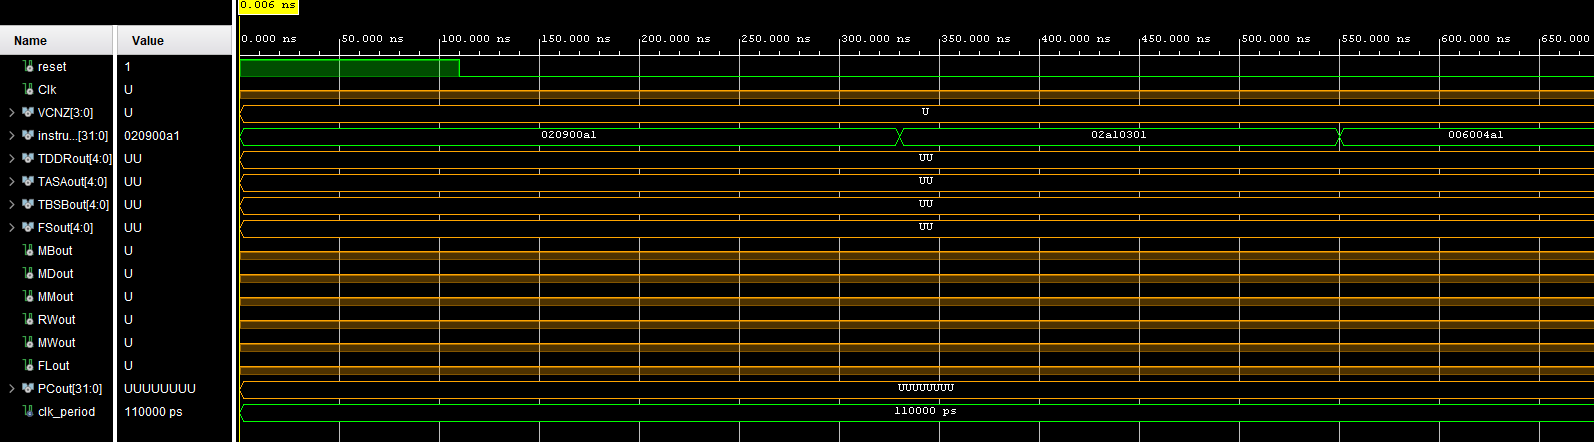 0.006 ns
Name Value 0.000 ns 50.000 ns 100.000 ns 150.000 ns 200.000 ns 250.000 ns 300.000 ns 350.000 ns 400.000 ns 450.000 ns 500.000 ns 550.000 ns 600.000 ns 650.000
reset 1
Clk U
VCNZ[3:0] U U
instru...[31:0] 020900a1 020900a1 02a10301 006004a1
TDDRout[4:0] UU UU
TASAout[4:0] UU UU
TBSBout[4:0] UU UU
FSout[4:0] UU UU
MBout U
MDout U
MMout U
RWout U
MWout U
FLout U
PCout[31:0] UUUUUUUU UUUUUUUU
clk_period 110000 ps 110000 ps